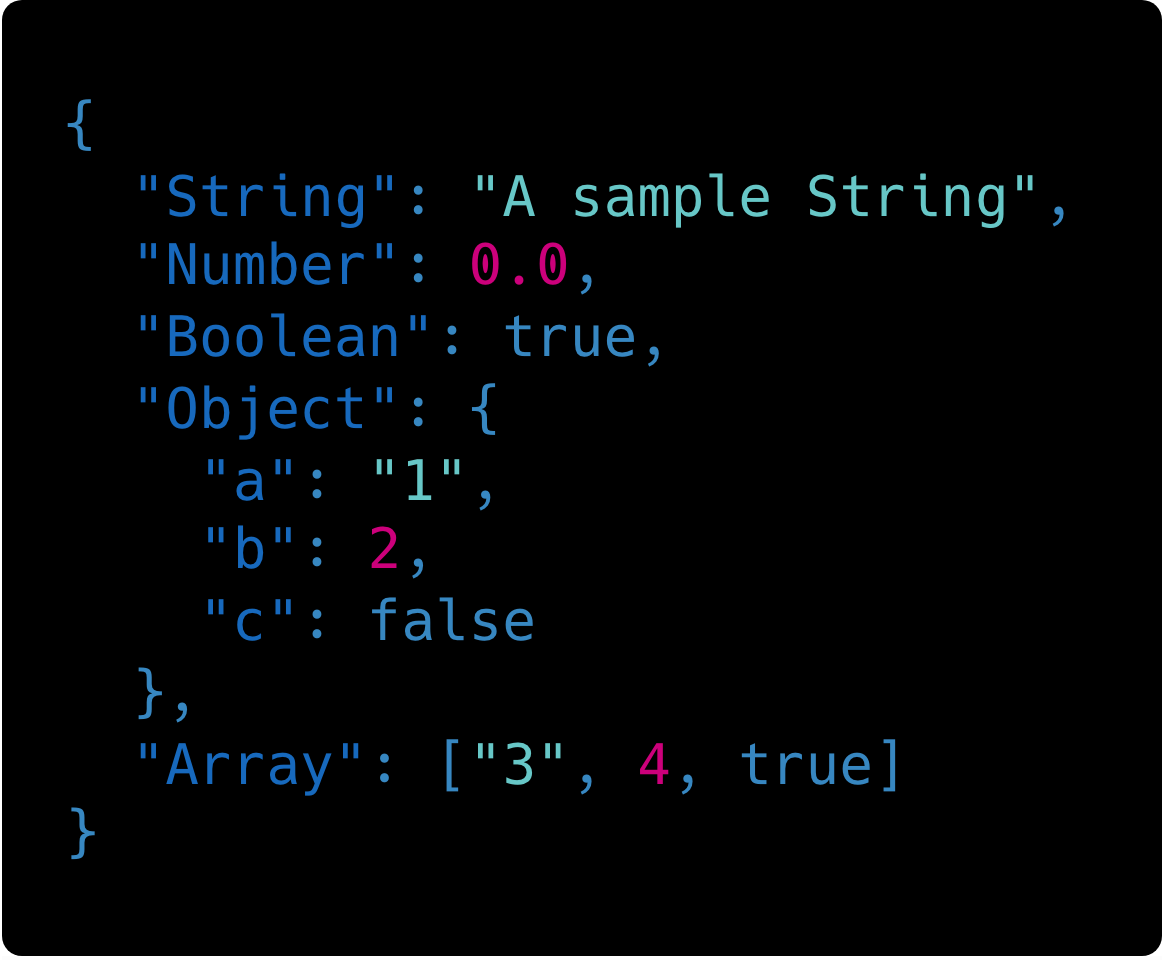 {
  "String": "A sample String",
  "Number": 0.0,
  "Boolean": true,
  "Object": {
    "a": "1",
    "b": 2,
    "c": false
  },
  "Array": ["3", 4, true]
}